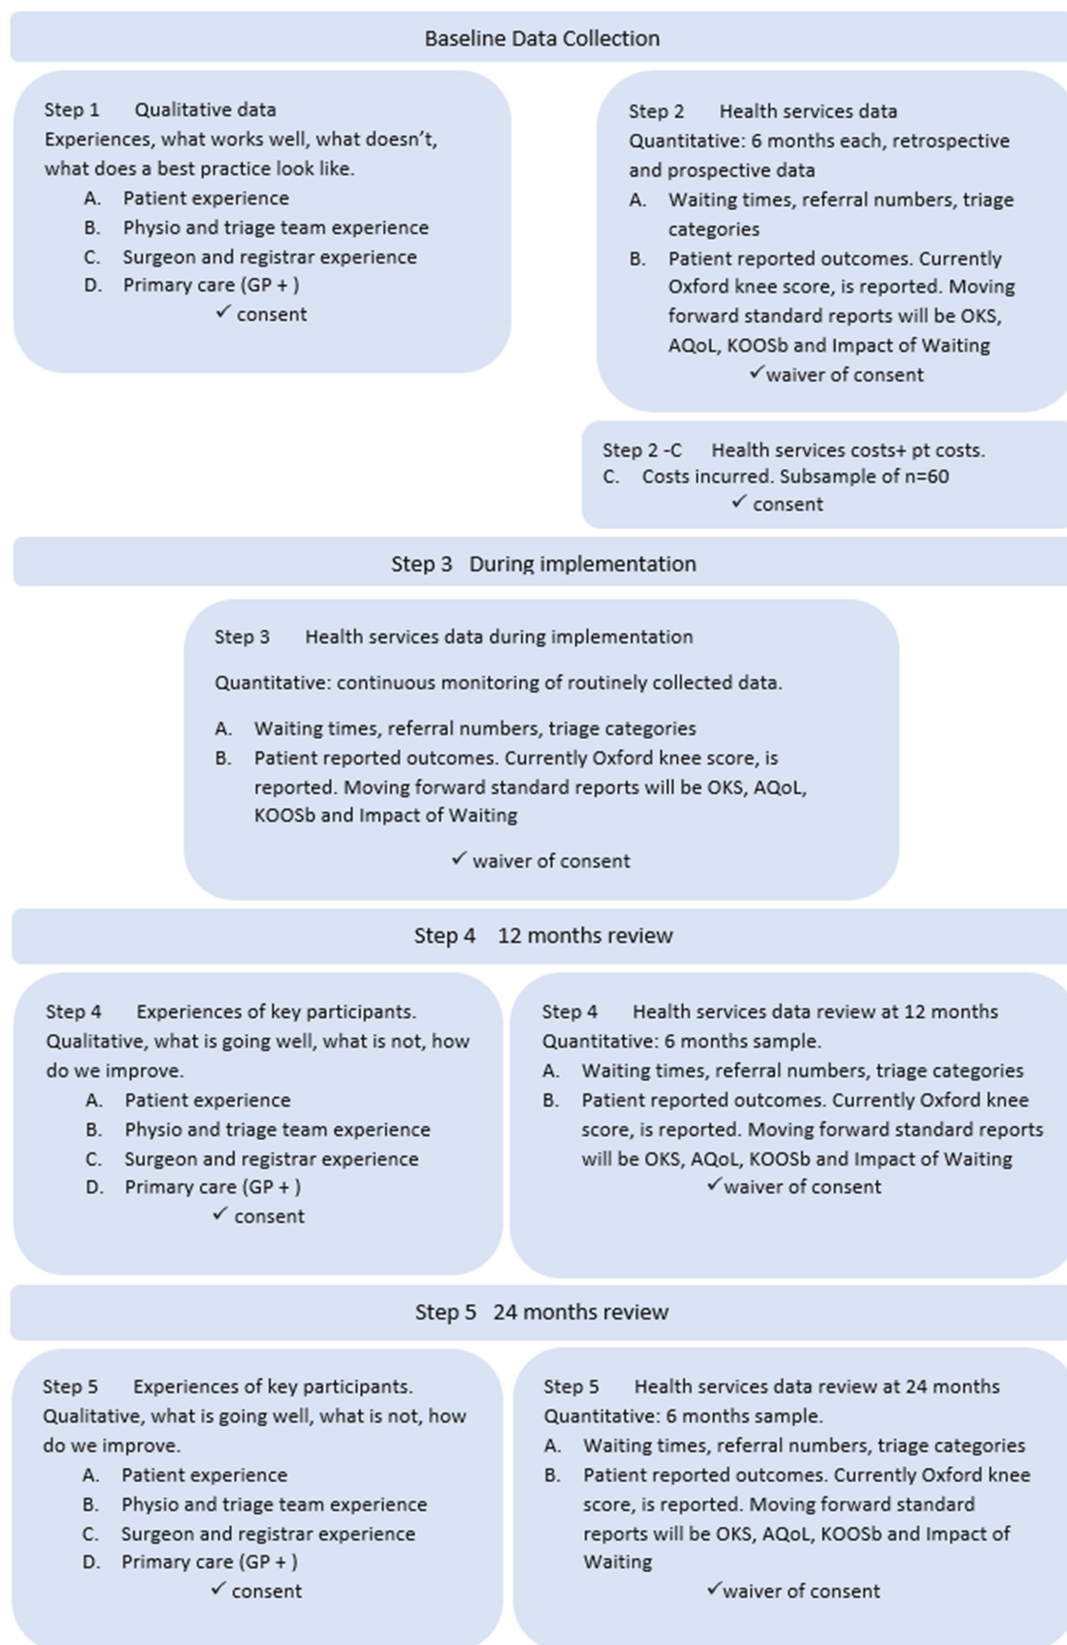 Baseline Data Collection
Step 1 Qualitative data
Experiences, what works well, what doesn't,
what does a best practice look like.
A. Patient experience
B. Physio and triage team experience
C. Surgeon and registrar experience
D. Primary care (GP + )
✓ consent
Step 2 Health services data
Quantitative: 6 months each, retrospective
and prospective data
A. Waiting times, referral numbers, triage
categories
B. Patient reported outcomes. Currently
Oxford knee score, is reported. Moving
forward standard reports will be OKS,
AQoL, KOOSb and Impact of Waiting
✓waiver of consent
Step 2 -C Health services costs+ pt costs.
C. Costs incurred. Subsample of n=60
✓ consent
Step 3 During implementation
Step 3 Health services data during implementation
Quantitative: continuous monitoring of routinely collected data.
A. Waiting times, referral numbers, triage categories
B. Patient reported outcomes. Currently Oxford knee score, is
reported. Moving forward standard reports will be OKS, AQoL,
KOOSb and Impact of Waiting
✓ waiver of consent
Step 4 12 months review
Step 4 Experiences of key participants.
Qualitative, what is going well, what is not, how
do we improve.
A. Patient experience
B. Physio and triage team experience
C. Surgeon and registrar experience
D. Primary care (GP + )
✓ consent
Step 4 Health services data review at 12 months
Quantitative: 6 months sample.
A. Waiting times, referral numbers, triage categories
B. Patient reported outcomes. Currently Oxford knee
score, is reported. Moving forward standard reports
will be OKS, AQoL, KOOSb and Impact of Waiting
✓waiver of consent
Step 5 24 months review
Step 5 Experiences of key participants.
Qualitative, what is going well, what is not, how
do we improve.
A. Patient experience
B. Physio and triage team experience
C. Surgeon and registrar experience
D. Primary care (GP + )
✓ consent
Step 5 Health services data review at 24 months
Quantitative: 6 months sample.
A. Waiting times, referral numbers, triage categories
B. Patient reported outcomes. Currently Oxford knee
score, is reported. Moving forward standard
reports will be OKS, AQoL, KOOSb and Impact of
Waiting
✓waiver of consent